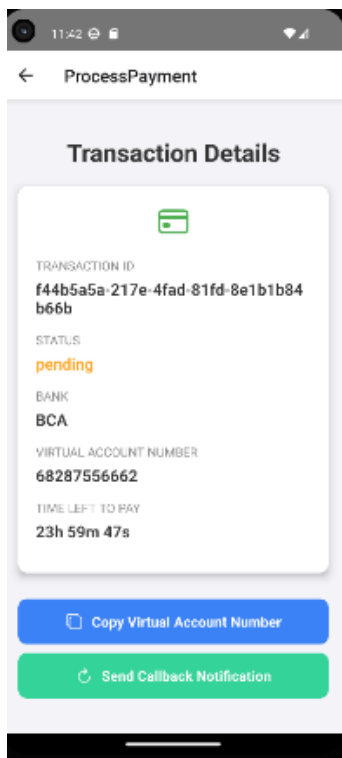 11:42
ProcessPayment
Transaction Details
TRANSACTION ID
f44b5a5a-217e-4fad-81fd-8e1b1b84
b66b
STATUS
pending
BANK
BCA
VIRTUAL ACCOUNT NUMBER
68287556662
TIME LEFT TO PAY
23h 59m 47s
Copy Virtual Account Number
Send Callback Notification